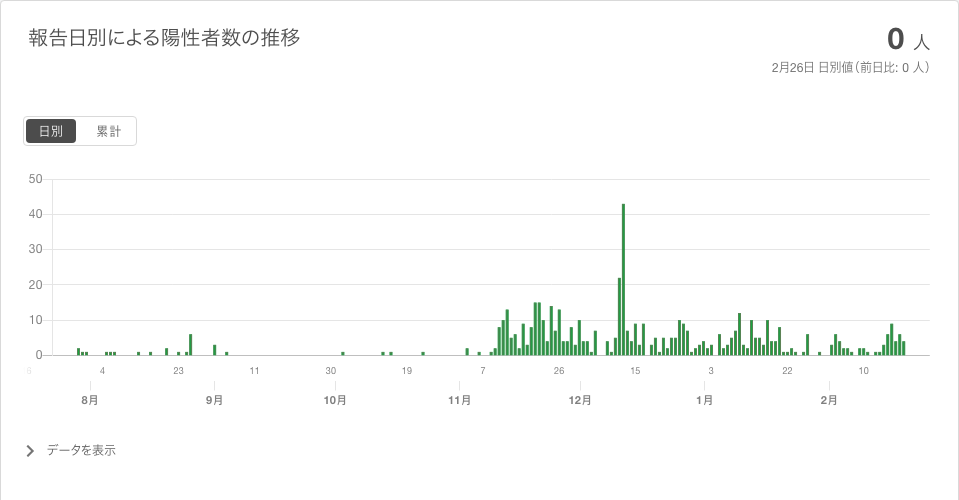 報告日別による陽性者数の推移
0 人
2月26日 日別値（前日比: 0 人）
日別 累計
50
40
30
20
10
0
4 23 11 30 19 7 26 15 3 22 10
8月 9月 10月 11月 12月 1月 2月
データを表示